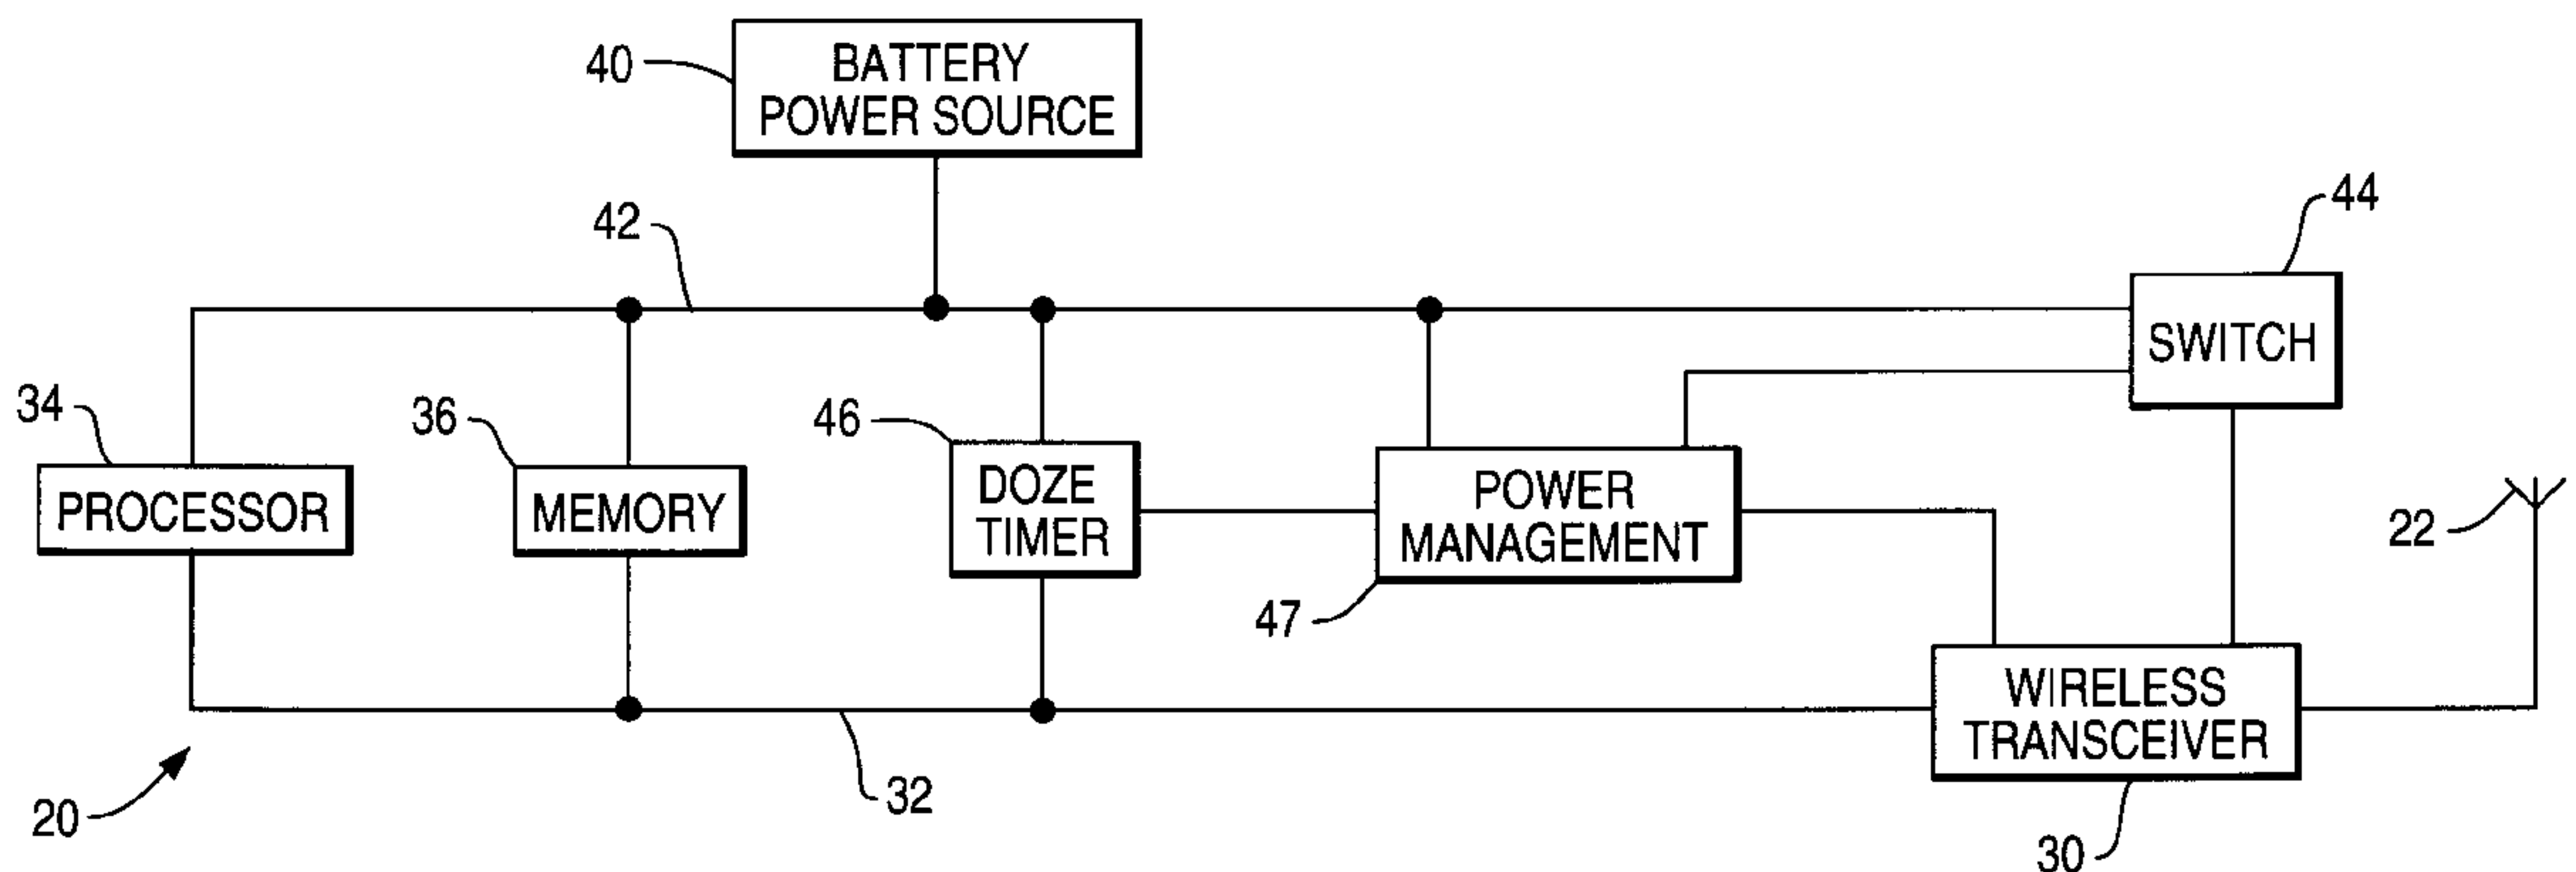 40
BATTERY
POWER SOURCE
42
44
SWITCH
34
PROCESSOR
36
MEMORY
46
DOZE
TIMER
POWER
MANAGEMENT
47
22
WIRELESS
TRANSCEIVER
20
32
30